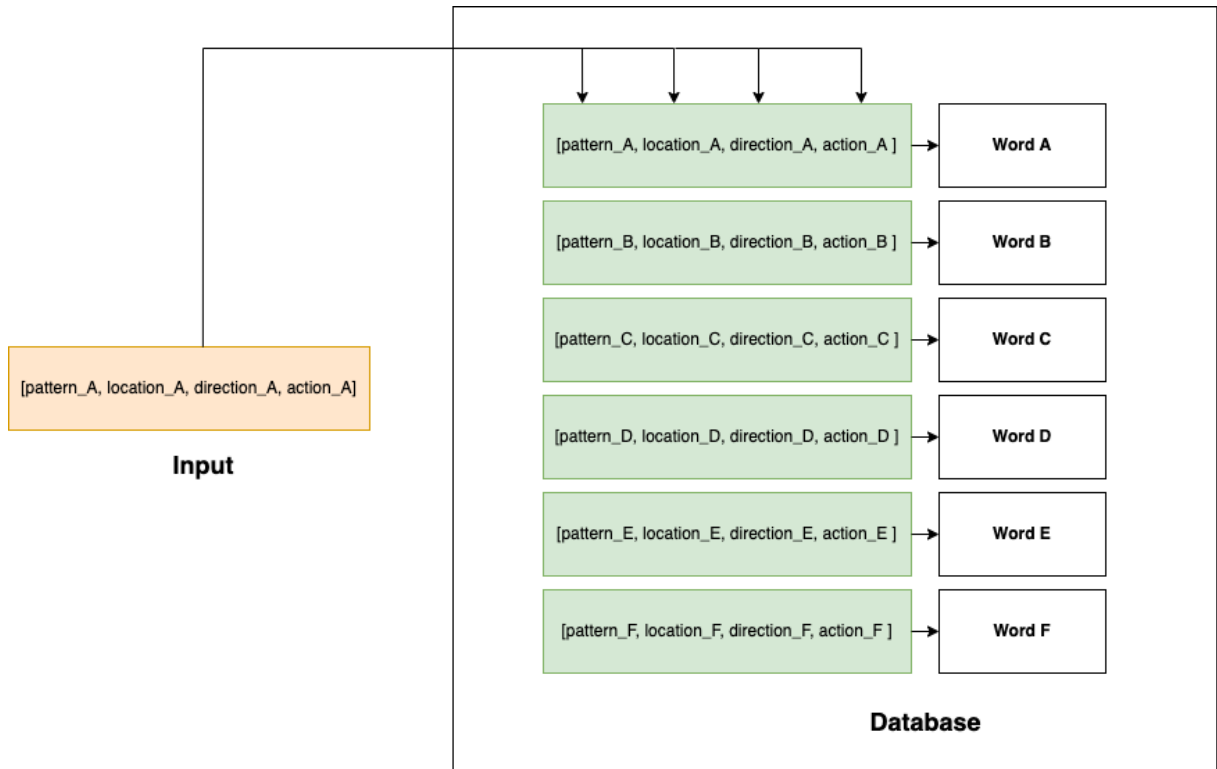 [pattern_A, location_A, direction_A, action_A ]
Word A
[pattern_B, location_B, direction_B, action_B ]
Word B
[pattern_C, location_C, direction_C, action_C ]
Word C
[pattern_A, location_A, direction_A, action_A]
Input
[pattern_D, location_D, direction_D, action_D ]
Word D
[pattern_E, location_E, direction_E, action_E ]
Word E
[pattern_F, location_F, direction_F, action_F ]
Word F
Database